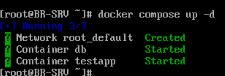 [root@BR-SRV ~]# docker compose up -d
[+] Running 3/3
Network root_default Created
Container db Started
Container testapp Started
[root@BR-SRV ~]#